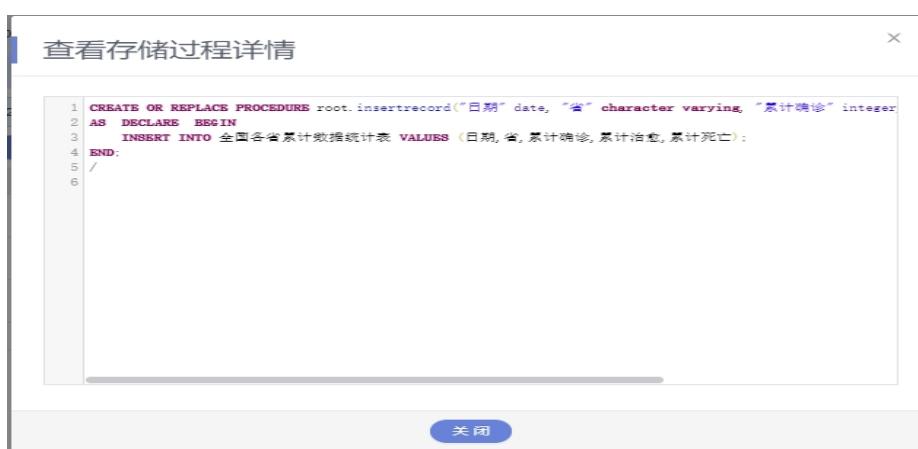 查看存储过程详情
×
1 CREATE OR REPLACE PROCEDURE root.insertrecord("日期" date, "省" character varying, "累计确诊" integer,
2 AS DECLARE BEGIN
3 INSERT INTO 全国各省累计数据统计表 VALUES (日期,省,累计确诊,累计治愈,累计死亡);
4 END;
5 /
6
关闭